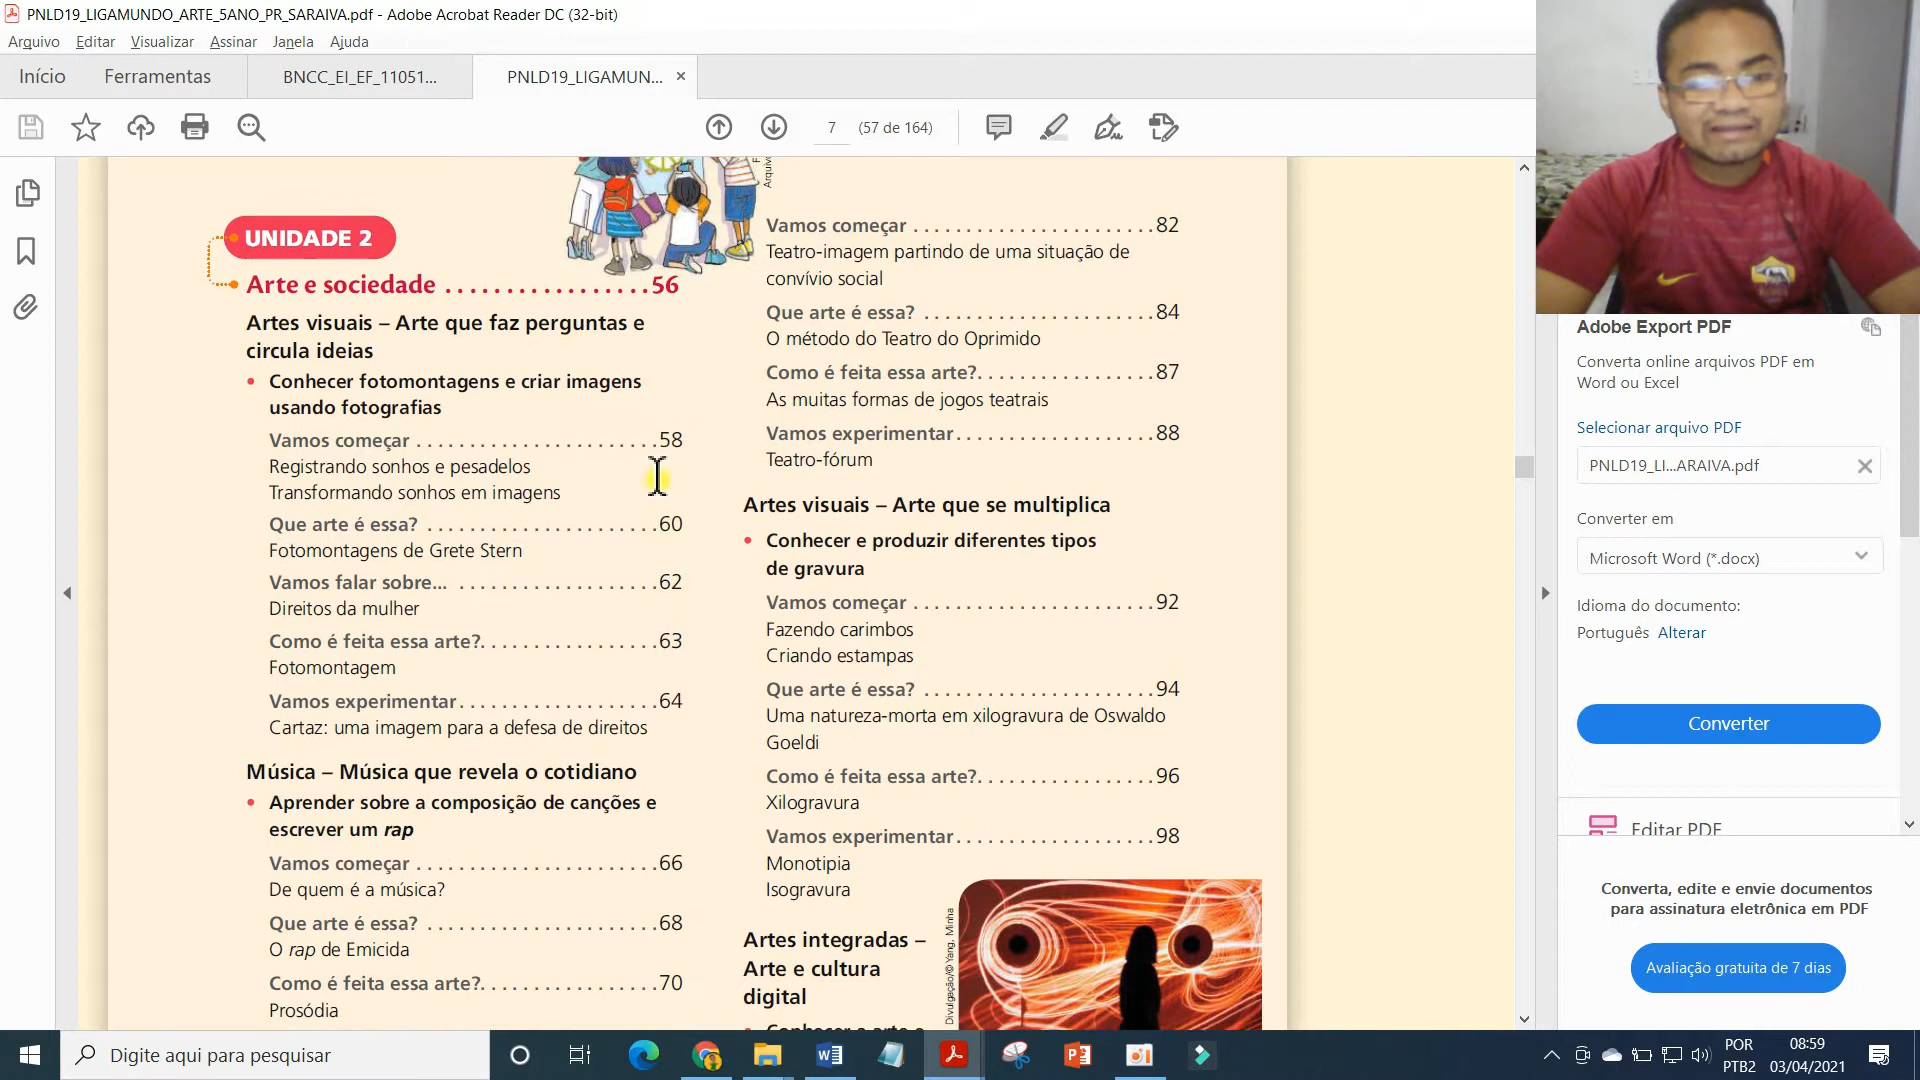 PNLD19_LIGAMUNDO_ARTE_5ANO_PR_SARAIVA.pdf - Adobe Acrobat Reader DC (32-bit)
Arquivo Editar Visualizar Assinar Janela Ajuda
Início Ferramentas BNCC_EI_EF_11051... PNLD19_LIGAMUN... ×
7 (57 de 164)
UNIDADE 2
Arte e sociedade .................56
Artes visuais – Arte que faz perguntas e
circula ideias
• Conhecer fotomontagens e criar imagens
usando fotografias
Vamos começar ......................58
Registrando sonhos e pesadelos
Transformando sonhos em imagens
Que arte é essa? .....................60
Fotomontagens de Grete Stern
Vamos falar sobre... ..................62
Direitos da mulher
Como é feita essa arte?................63
Fotomontagem
Vamos experimentar..................64
Cartaz: uma imagem para a defesa de direitos
Música – Música que revela o cotidiano
• Aprender sobre a composição de canções e
escrever um rap
Vamos começar ......................66
De quem é a música?
Que arte é essa? .....................68
O rap de Emicida
Como é feita essa arte?................70
Prosódia
Arquivo
Vamos começar ......................82
Teatro-imagem partindo de uma situação de
convívio social
Que arte é essa? .....................84
O método do Teatro do Oprimido
Como é feita essa arte?................87
As muitas formas de jogos teatrais
Vamos experimentar..................88
Teatro-fórum
Artes visuais – Arte que se multiplica
• Conhecer e produzir diferentes tipos
de gravura
Vamos começar ......................92
Fazendo carimbos
Criando estampas
Que arte é essa? .....................94
Uma natureza-morta em xilogravura de Oswaldo
Goeldi
Como é feita essa arte?................96
Xilogravura
Vamos experimentar..................98
Monotipia
Isogravura
Artes integradas –
Arte e cultura
digital
• Conhecer a arte e
Divulgação/© Yang, Minha
Adobe Export PDF
Converta online arquivos PDF em
Word ou Excel
Selecionar arquivo PDF
PNLD19_LI...ARAIVA.pdf
Converter em
Microsoft Word (*.docx)
Idioma do documento:
Português Alterar
Converter
Editar PDF
Converta, edite e envie documentos
para assinatura eletrônica em PDF
Avaliação gratuita de 7 dias
Digite aqui para pesquisar
POR
PTB2
08:59
03/04/2021